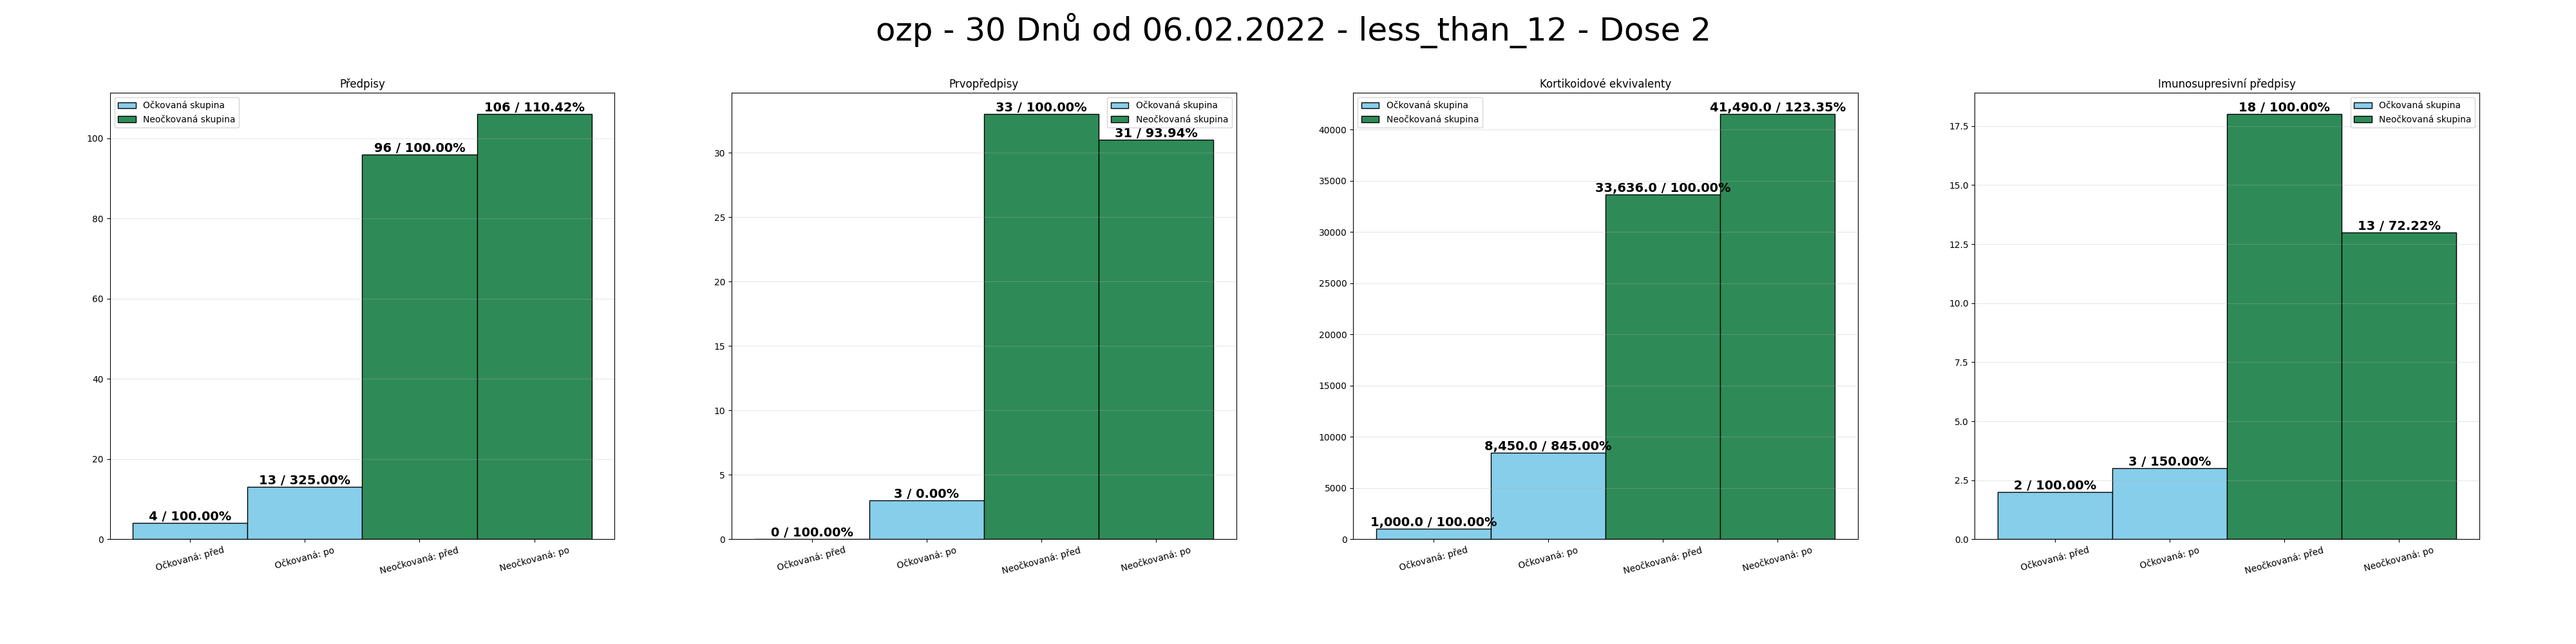 ozp - 30 Dnů od 06.02.2022 - less_than_12 - Dose 2
Předpisy
Očkovaná skupina
Neočkovaná skupina
106 / 110.42%
96 / 100.00%
13 / 325.00%
4 / 100.00%
100
80
60
40
20
0
Očkovaná: před
Očkovaná: po
Neočkovaná: před
Neočkovaná: po
Prvopředpisy
Očkovaná skupina
Neočkovaná skupina
33 / 100.00%
31 / 93.94%
3 / 0.00%
0 / 100.00%
30
25
20
15
10
5
0
Očkovaná: před
Očkovaná: po
Neočkovaná: před
Neočkovaná: po
Kortikoidové ekvivalenty
Očkovaná skupina
Neočkovaná skupina
41,490.0 / 123.35%
33,636.0 / 100.00%
8,450.0 / 845.00%
1,000.0 / 100.00%
40000
35000
30000
25000
20000
15000
10000
5000
0
Očkovaná: před
Očkovaná: po
Neočkovaná: před
Neočkovaná: po
Imunosupresivní předpisy
Očkovaná skupina
Neočkovaná skupina
18 / 100.00%
13 / 72.22%
3 / 150.00%
2 / 100.00%
17.5
15.0
12.5
10.0
7.5
5.0
2.5
0.0
Očkovaná: před
Očkovaná: po
Neočkovaná: před
Neočkovaná: po